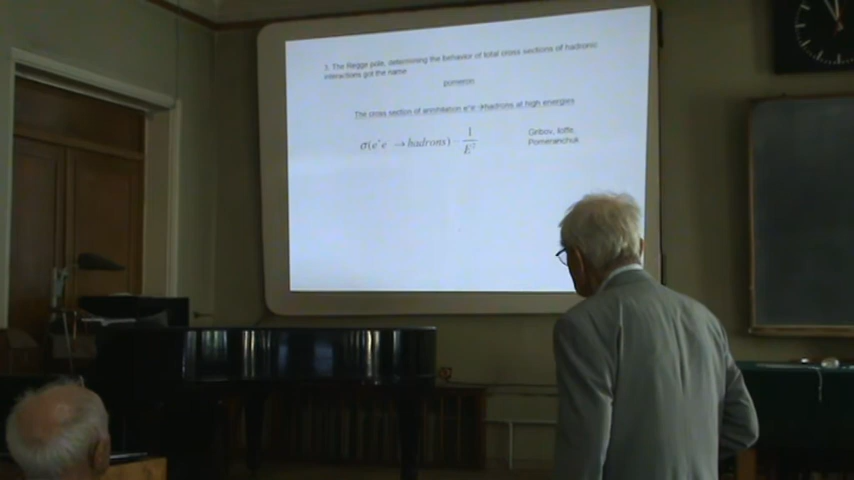 3. The Regge pole, determining the behavior of total cross sections of hadronic
interactions got the name
pomeron
The cross section of annihilation e⁺e⁻→hadrons at high energies
σ(e⁺e⁻ → hadrons) ~ 1/E²
Gribov, Ioffe,
Pomeranchuk